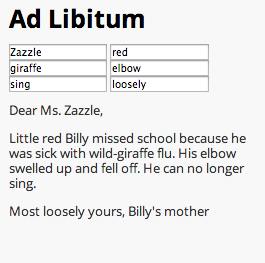 Ad Libitum
Zazzle red
giraffe elbow
sing loosely
Dear Ms. Zazzle,
Little red Billy missed school because he
was sick with wild-giraffe flu. His elbow
swelled up and fell off. He can no longer
sing.
Most loosely yours, Billy's mother